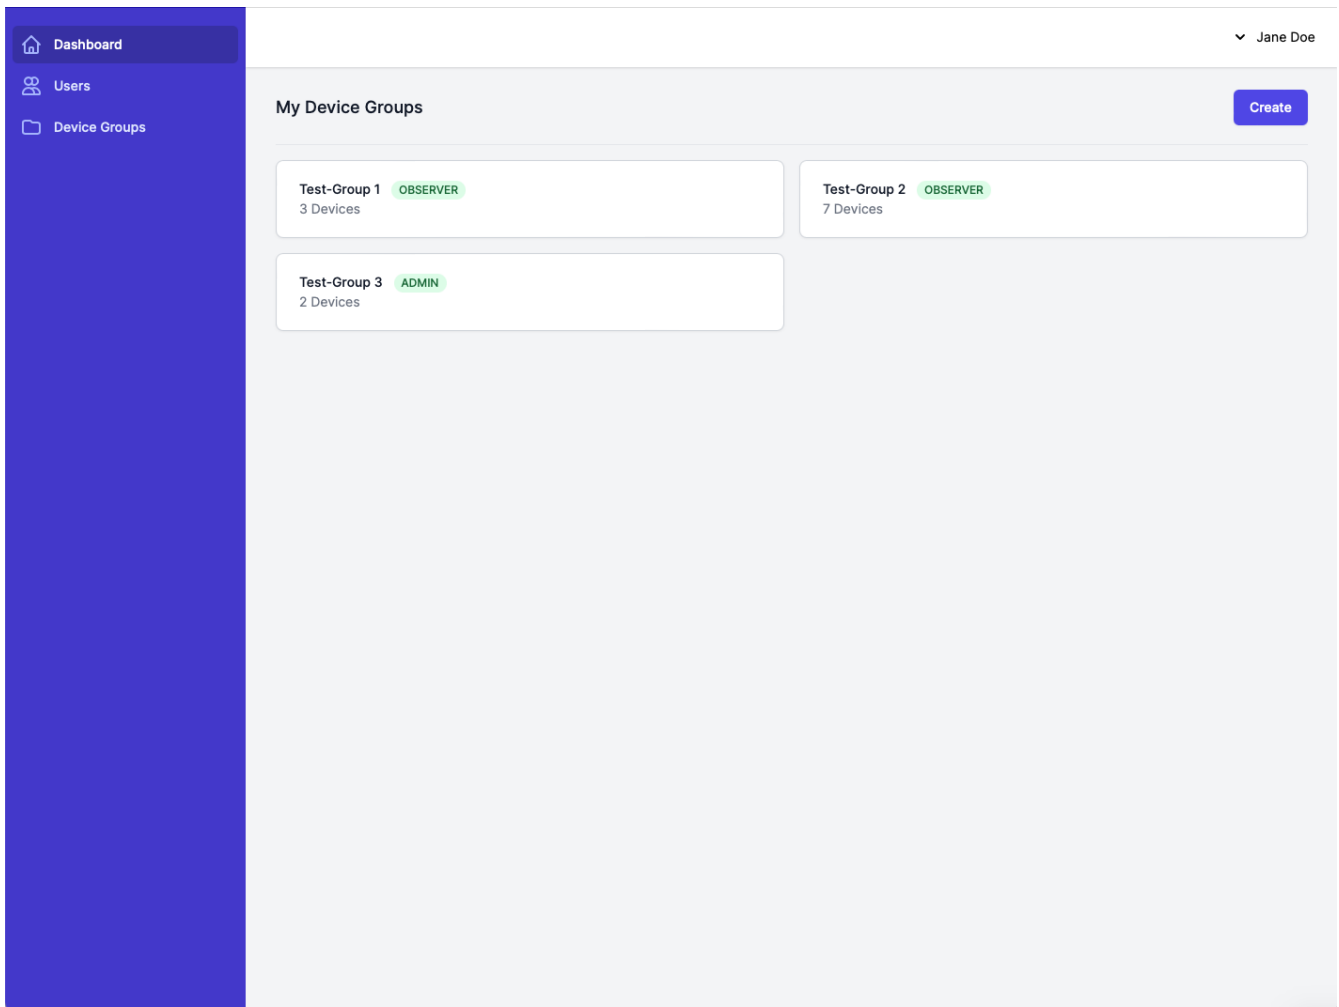 Dashboard
Users
Device Groups
Jane Doe
My Device Groups
Create
Test-Group 1 OBSERVER
3 Devices
Test-Group 2 OBSERVER
7 Devices
Test-Group 3 ADMIN
2 Devices